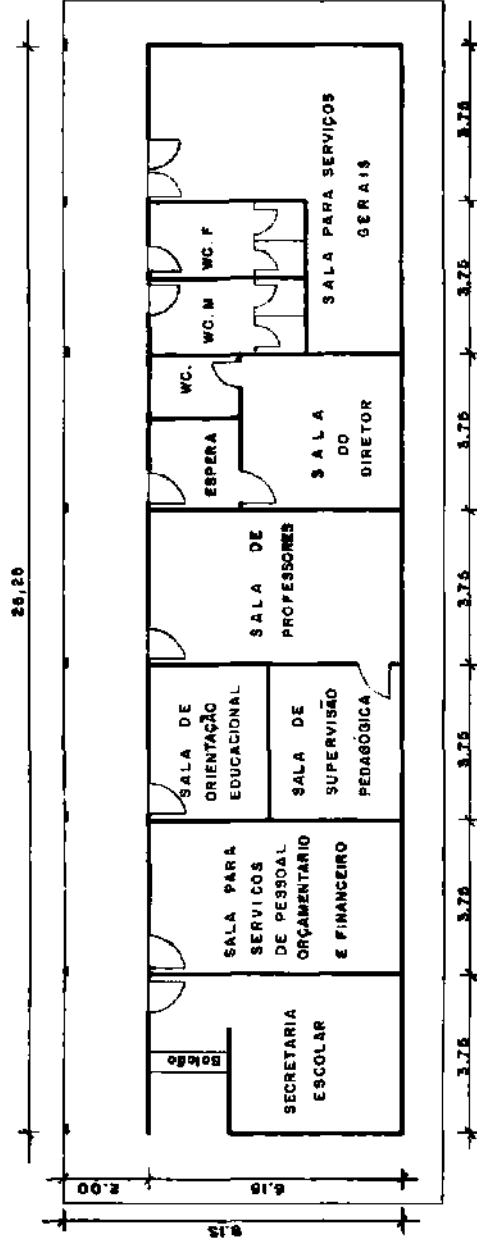 26,25
2.00
6.15
8.15
Balcão
SECRETARIA
ESCOLAR
SALA PARA
SERVICOS
DE PESSOAL
ORÇAMENTARIO
E FINANCEIRO
SALA DE
ORIENTAÇÃO
EDUCACIONAL
SALA DE
SUPERVISÃO
PEDAGÓGICA
SALA DE
PROFESSORES
ESPERA
WC.
SALA
DO
DIRETOR
WC. M
WC. F
SALA PARA SERVIÇOS
GERAIS
3.75
3.75
3.75
3.75
3.75
3.75
3.75